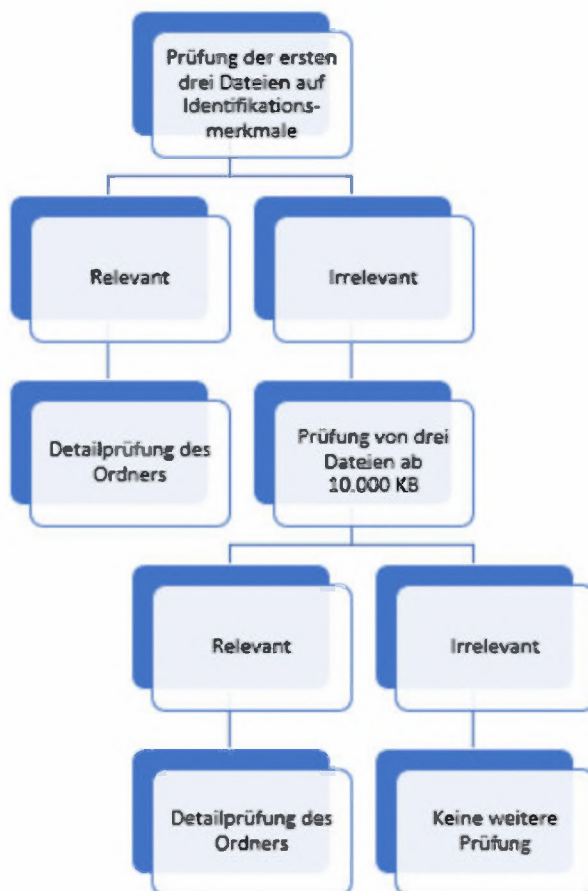 Prüfung der ersten
drei Dateien auf
Identifikations-
merkmale
Relevant
Irrelevant
Detailprüfung des
Ordners
Prüfung von drei
Dateien ab
10.000 KB
Relevant
Irrelevant
Detailprüfung des
Ordners
Keine weitere
Prüfung